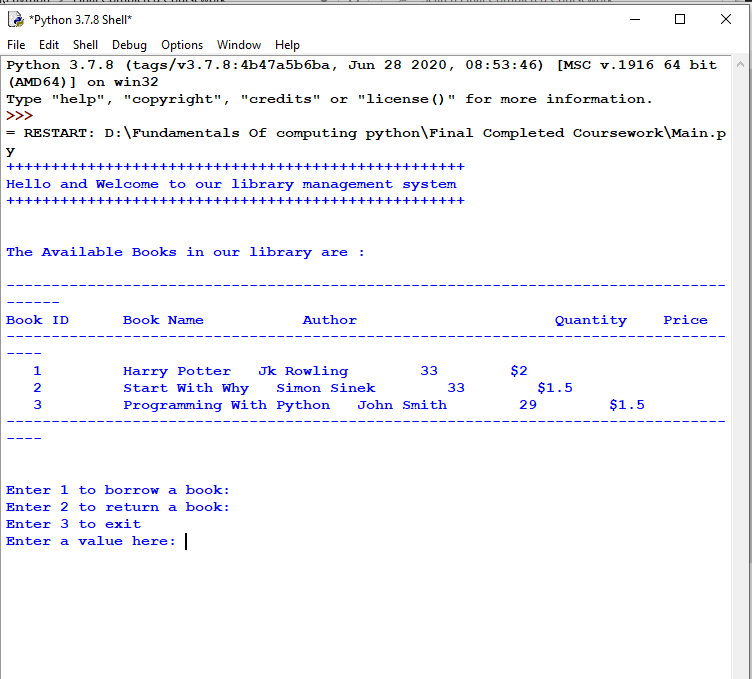 *Python 3.7.8 Shell*
File Edit Shell Debug Options Window Help
Python 3.7.8 (tags/v3.7.8:4b47a5b6ba, Jun 28 2020, 08:53:46) [MSC v.1916 64 bit
(AMD64)] on win32
Type "help", "copyright", "credits" or "license()" for more information.
>>>
= RESTART: D:\Fundamentals Of computing python\Final Completed Coursework\Main.p
y
+++++++++++++++++++++++++++++++++++++++++++++++++++
Hello and Welcome to our library management system
+++++++++++++++++++++++++++++++++++++++++++++++++++
The Available Books in our library are :
--------------------------------------------------------------------------------
------
Book ID Book Name Author Quantity Price
--------------------------------------------------------------------------------
----
1 Harry Potter Jk Rowling 33 $2
2 Start With Why Simon Sinek 33 $1.5
3 Programming With Python John Smith 29 $1.5
--------------------------------------------------------------------------------
----
Enter 1 to borrow a book:
Enter 2 to return a book:
Enter 3 to exit
Enter a value here: